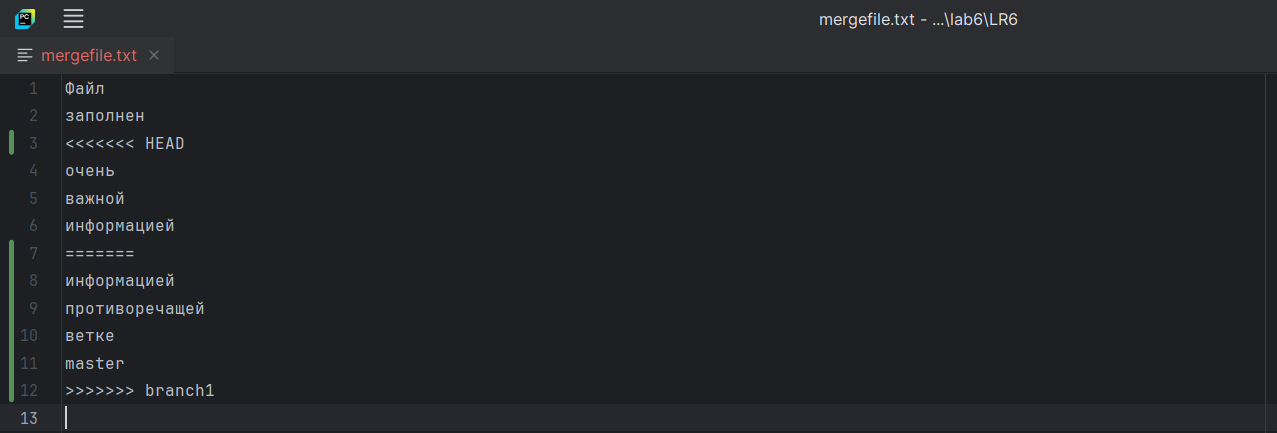 PC
mergefile.txt - ...\lab6\LR6
mergefile.txt
1 Файл
2 заполнен
3 <<<<<<< HEAD
4 очень
5 важной
6 информацией
7 =======
8 информацией
9 противоречащей
10 ветке
11 master
12 >>>>>>> branch1
13